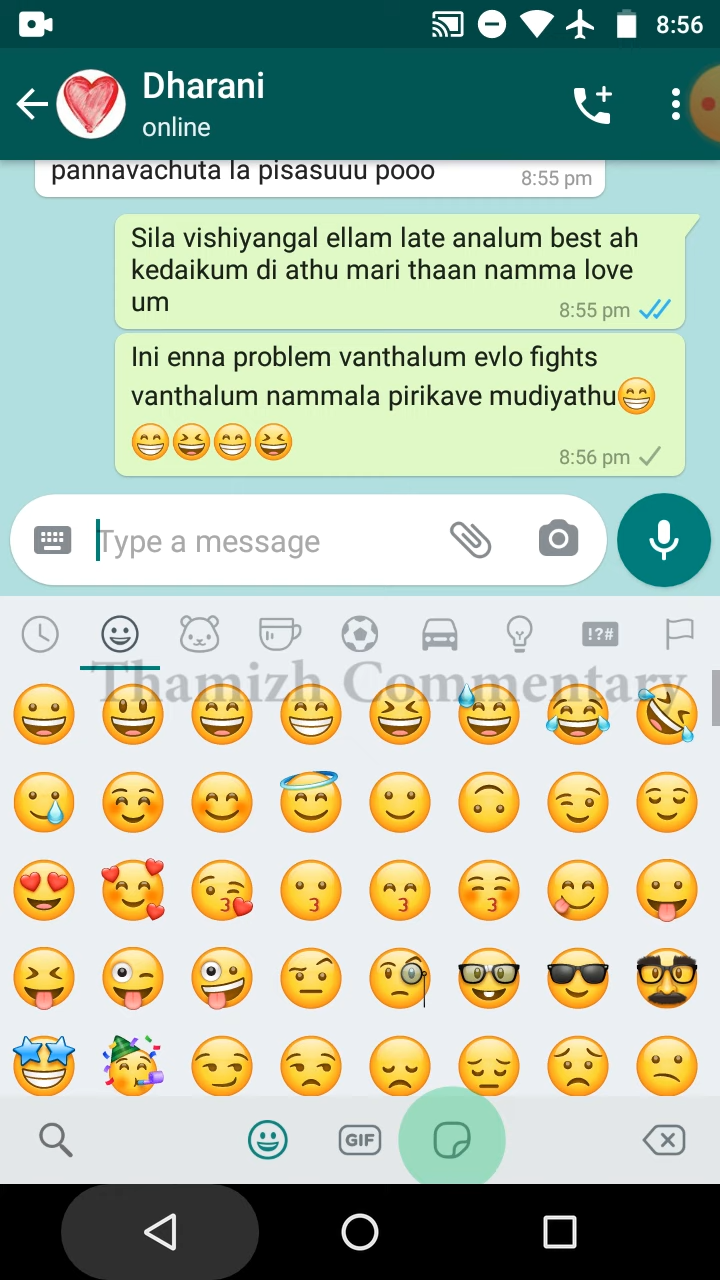 8:56
Dharani
online
pannavachuta la pisasuuu pooo
8:55 pm
Sila vishiyangal ellam late analum best ah
kedaikum di athu mari thaan namma love
um
8:55 pm
Ini enna problem vanthalum evlo fights
vanthalum nammala pirikave mudiyathu😁
😁😆😁😆
8:56 pm
Type a message
!?#
Thamizh Commentary
GIF